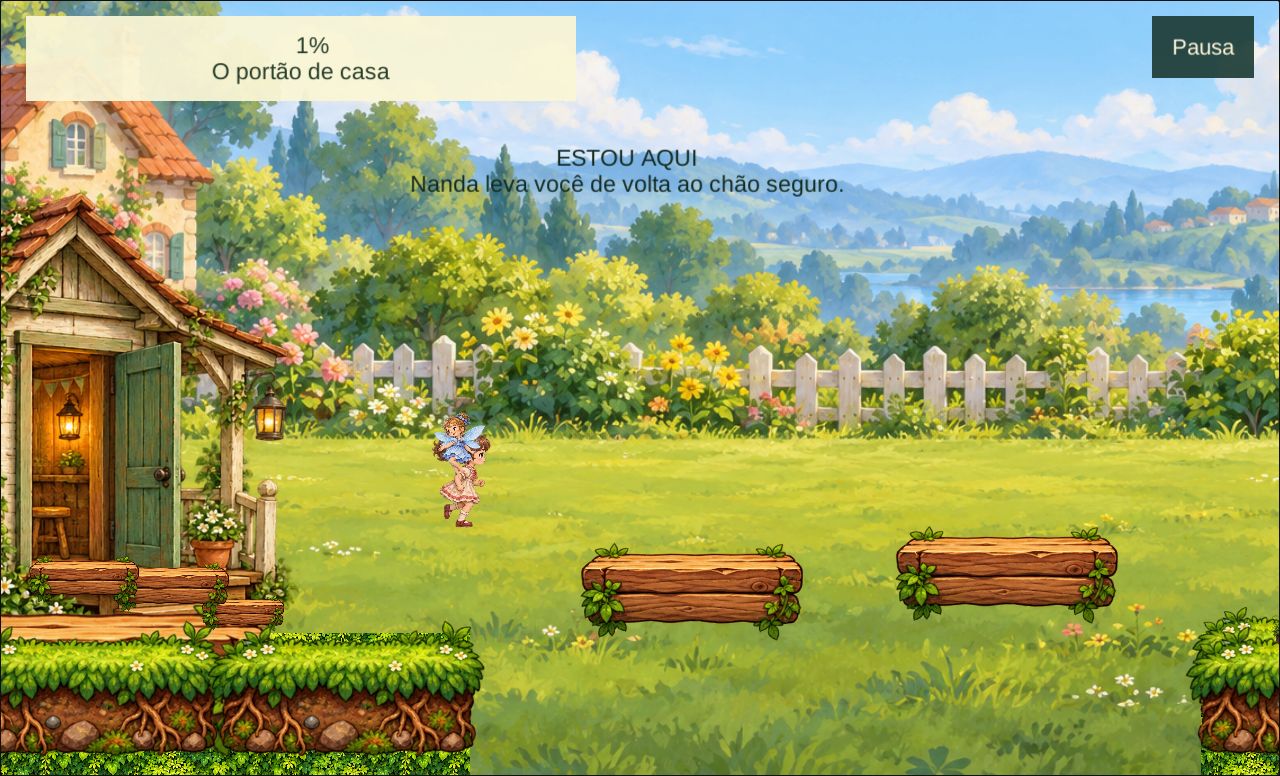 1%
O portão de casa
Pausa
ESTOU AQUI
Nanda leva você de volta ao chão seguro.